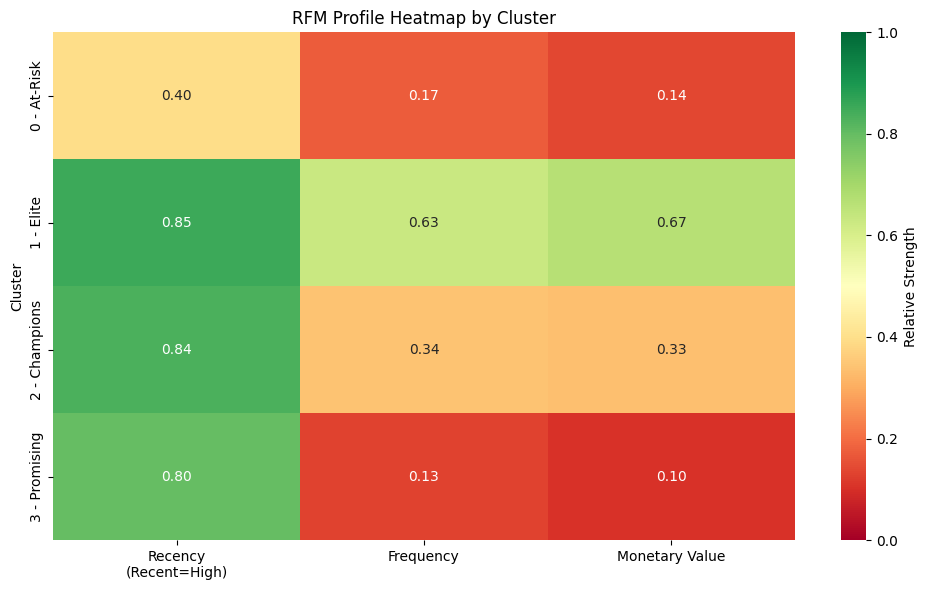 RFM Profile Heatmap by Cluster
Cluster
0 - At-Risk
0.40 0.17 0.14
1 - Elite
0.85 0.63 0.67
2 - Champions
0.84 0.34 0.33
3 - Promising
0.80 0.13 0.10
Recency
(Recent=High)
Frequency
Monetary Value
1.0
0.8
0.6
0.4
0.2
0.0
Relative Strength